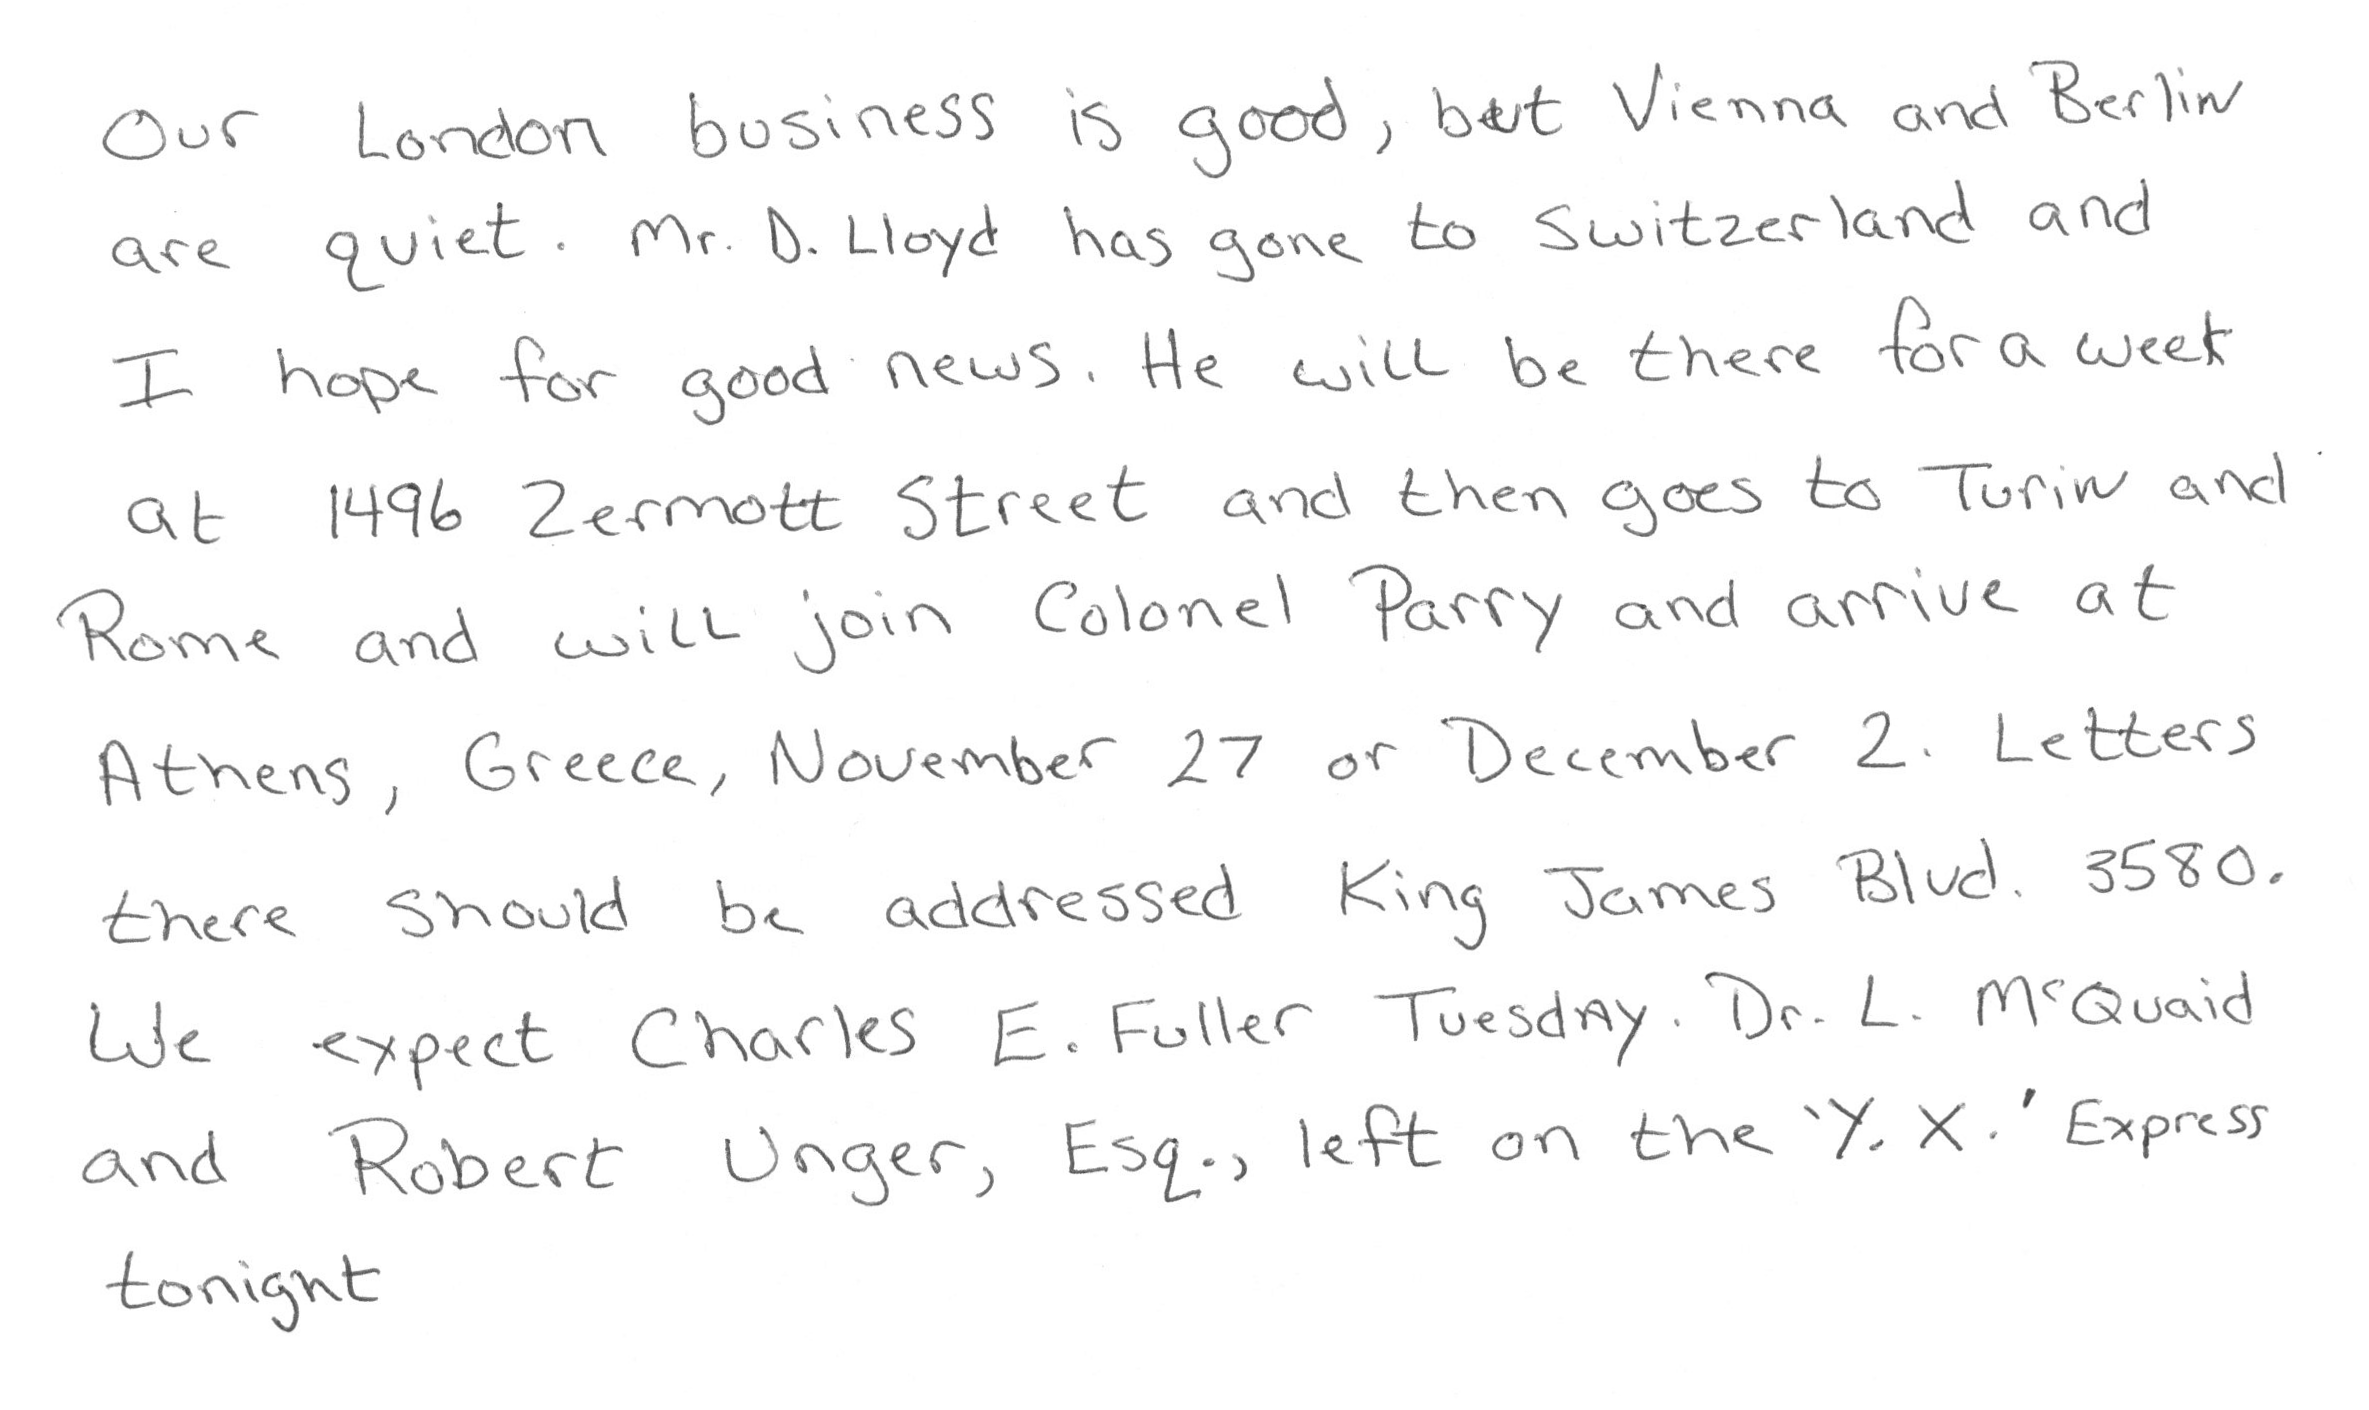 Our London business is good, but Vienna and Berlin
are quiet. Mr. D. Lloyd has gone to Switzerland and
I hope for good news. He will be there for a week
at 1496 Zermott Street and then goes to Turin and
Rome and will join Colonel Parry and arrive at
Athens, Greece, November 27 or December 2. Letters
there should be addressed King James Blvd. 3580.
We expect Charles E. Fuller Tuesday. Dr. L. McQuaid
and Robert Unger, Esq., left on the 'Y. X.' Express
tonight